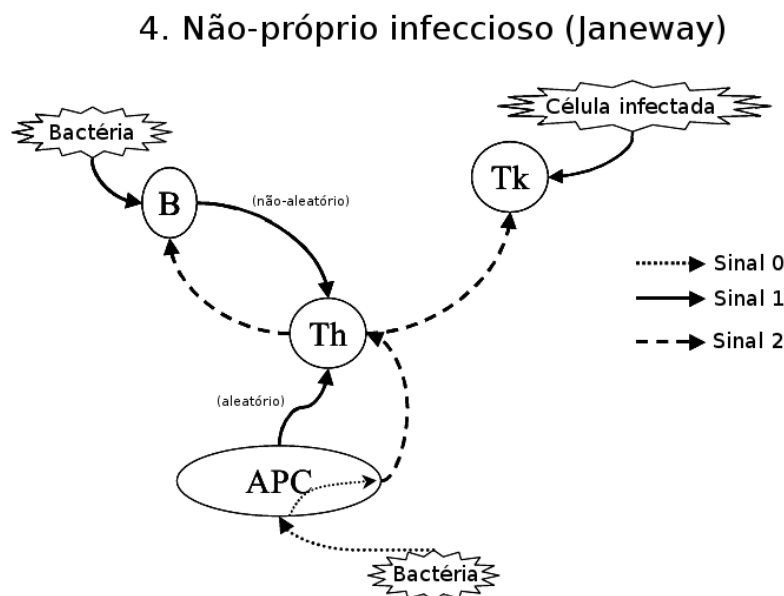 4. Não-próprio infeccioso (Janeway)
Célula infectada
Bactéria
Tk
B
(não-aleatório)
Sinal 0
Sinal 1
Th
Sinal 2
(aleatório)
APC
Bactéria